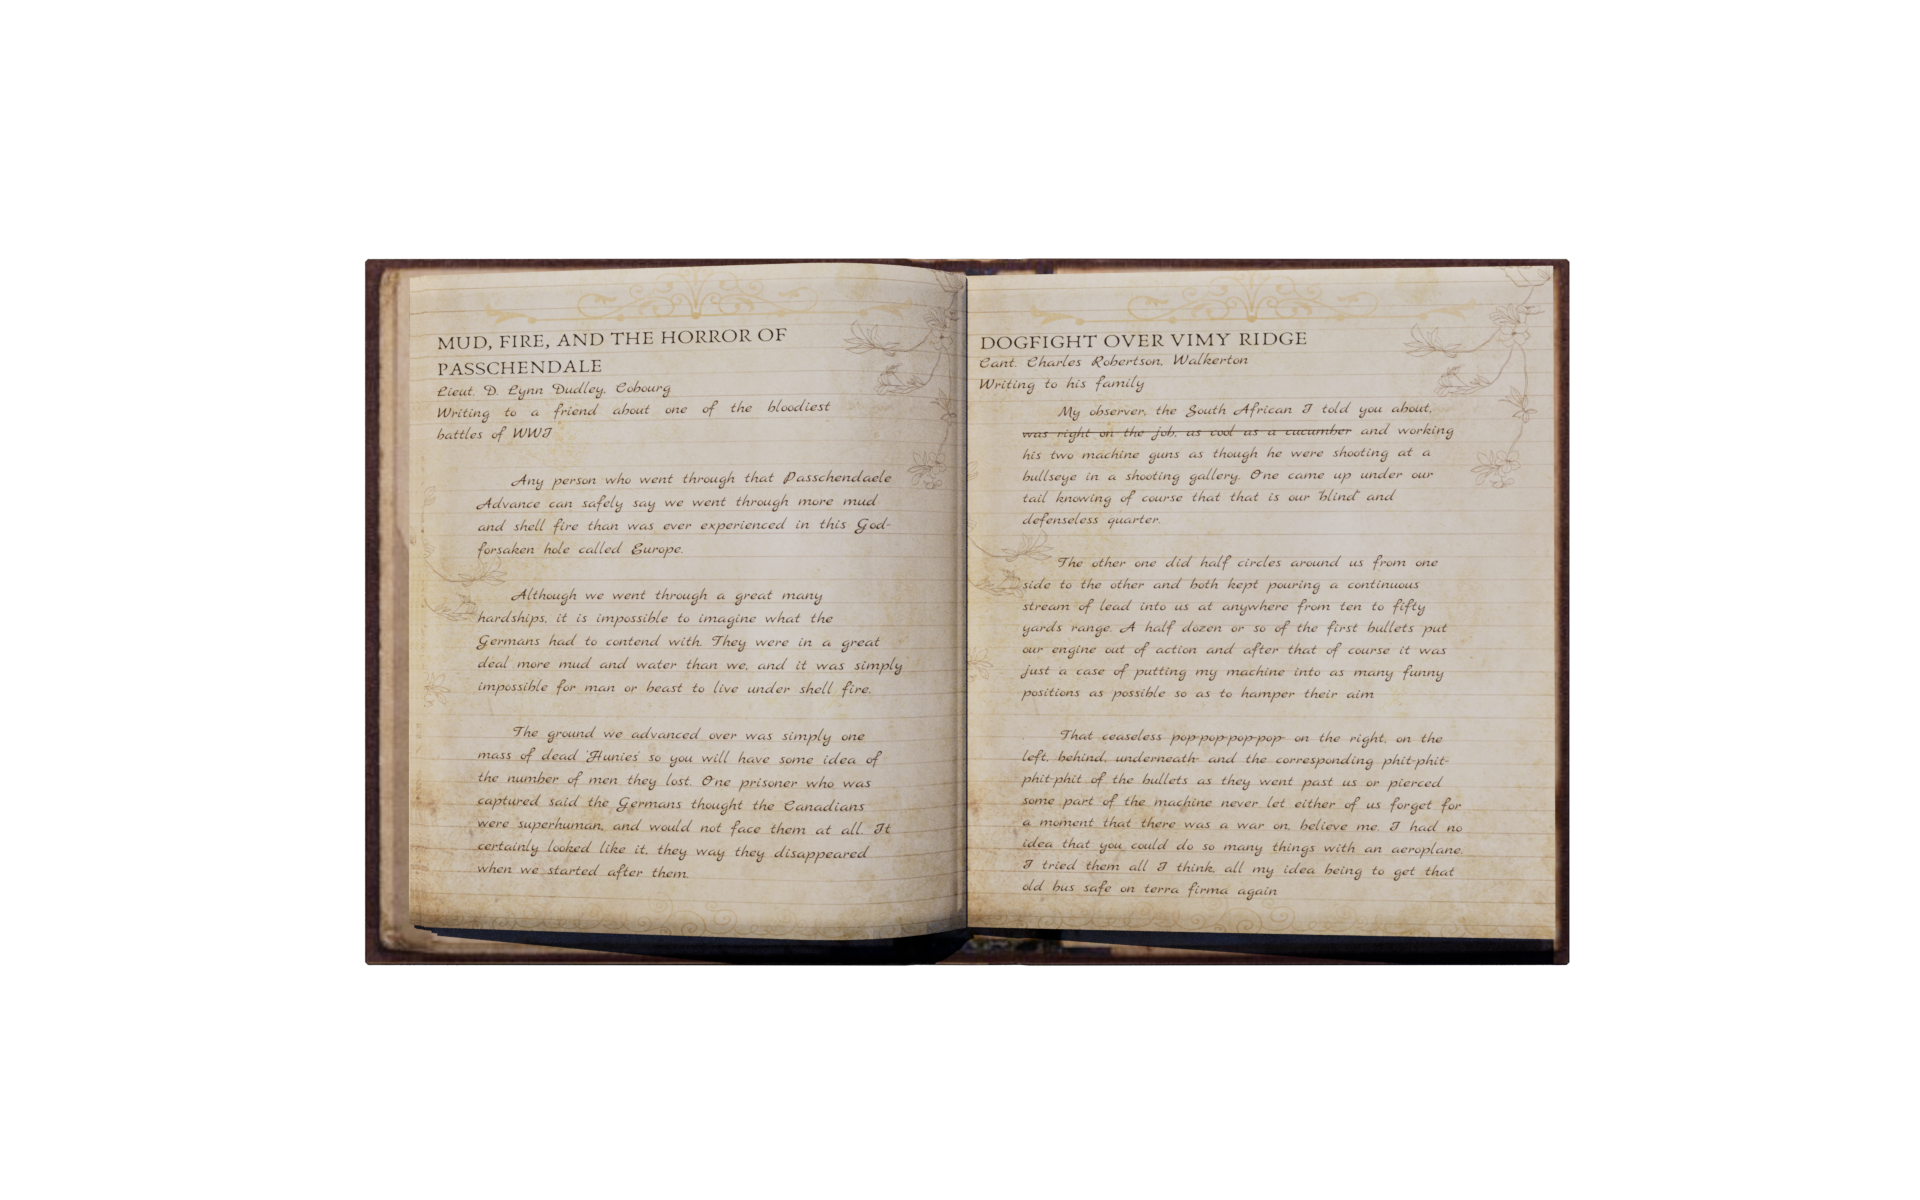 MUD, FIRE, AND THE HORROR OF
PASSCHENDALE
Lieut. D. Lynn Dudley, Cobourg
Writing to a friend about one of the bloodiest
battles of WWI
Any person who went through that Passchendaele
Advance can safely say we went through more mud
and shell fire than was ever experienced in this God-
forsaken hole called Europe.
Although we went through a great many
hardships, it is impossible to imagine what the
Germans had to contend with. They were in a great
deal more mud and water than we, and it was simply
impossible for man or beast to live under shell fire.
The ground we advanced over was simply one
mass of dead 'Hunies' so you will have some idea of
the number of men they lost. One prisoner who was
captured said the Germans thought the Canadians
were superhuman, and would not face them at all. It
certainly looked like it, they way they disappeared
when we started after them.
DOGFIGHT OVER VIMY RIDGE
Cant. Charles Robertson, Walkerton
Writing to his family
My observer, the South African I told you about,
was right on the job, as cool as a cucumber and working
his two machine guns as though he were shooting at a
bullseye in a shooting gallery. One came up under our
tail knowing of course that that is our "blind" and
defenseless quarter.
The other one did half circles around us from one
side to the other and both kept pouring a continuous
stream of lead into us at anywhere from ten to fifty
yards range. A half dozen or so of the first bullets put
our engine out of action and after that of course it was
just a case of putting my machine into as many funny
positions as possible so as to hamper their aim
That ceaseless pop-pop-pop-pop- on the right, on the
left, behind, underneath- and the corresponding phit-phit-
phit-phit of the bullets as they went past us or pierced
some part of the machine never let either of us forget for
a moment that there was a war on, believe me. I had no
idea that you could do so many things with an aeroplane.
I tried them all I think, all my idea being to get that
old bus safe on terra firma again